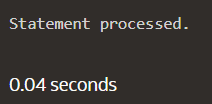 Statement processed.
0.04 seconds